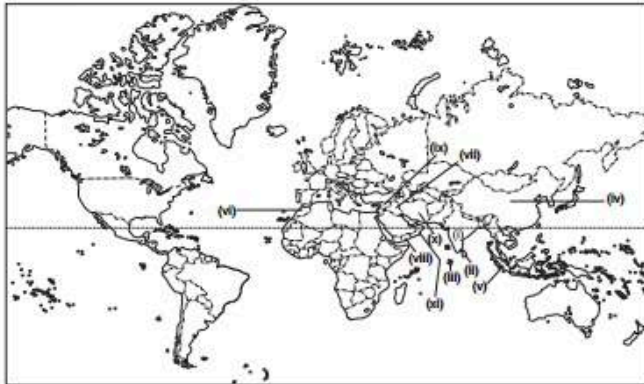 (ix)
(vii)
(vi)
(iv)
(x)
(i)
(viii)
(iii)
(ii)
(v)
(xi)